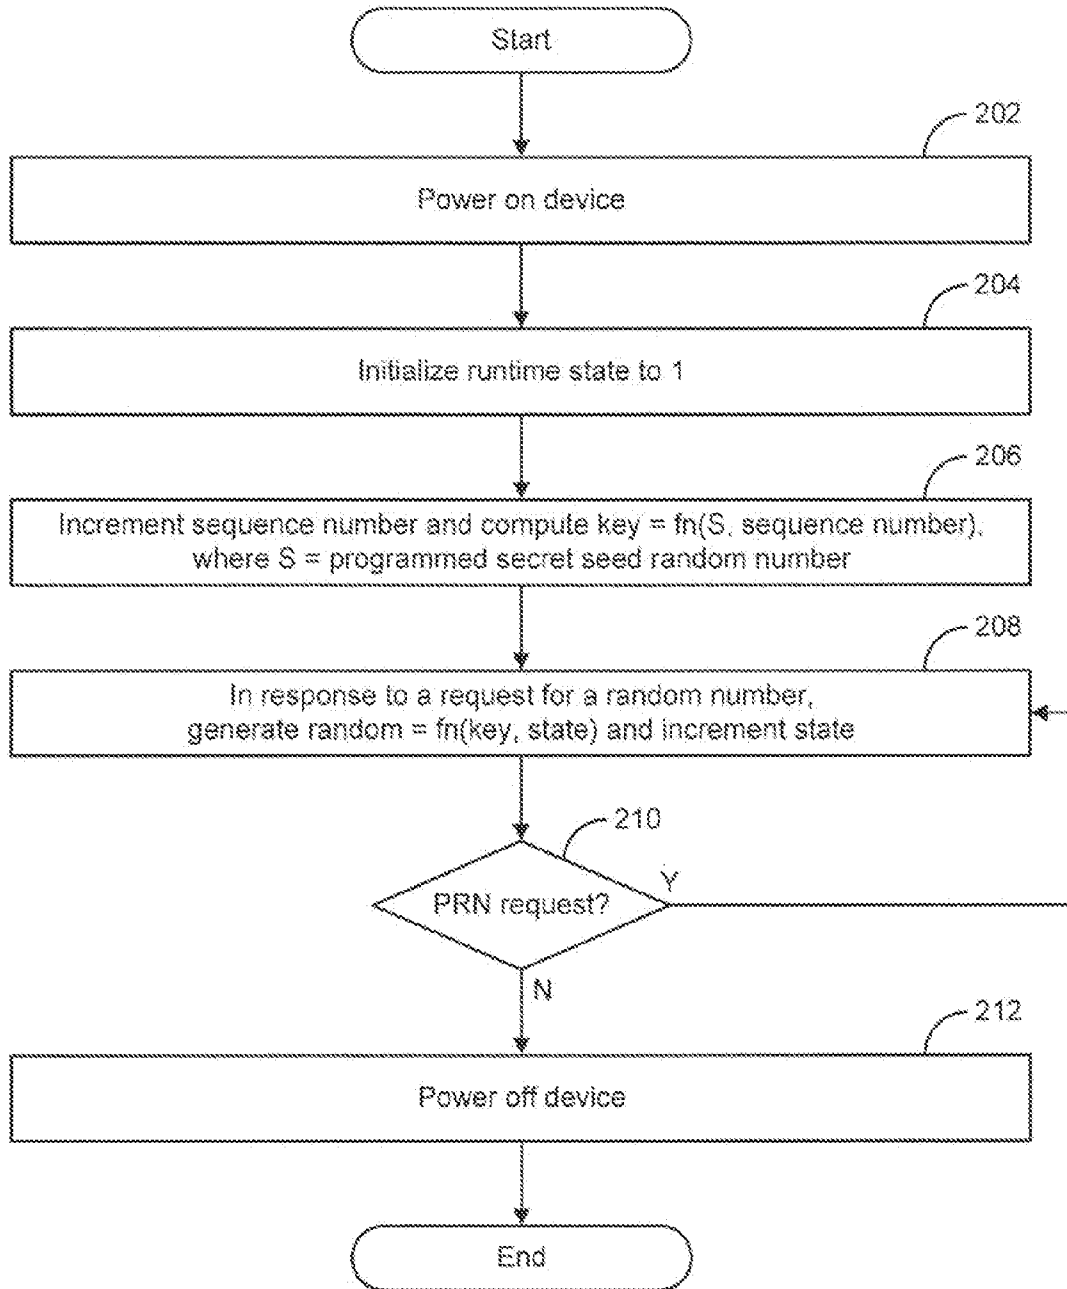 Start
202
Power on device
204
Initialize runtime state to 1
206
Increment sequence number and compute key = fn(S, sequence number),
where S = programmed secret seed random number
208
In response to a request for a random number,
generate random = fn(key, state) and increment state
210
PRN request?
Y
N
212
Power off device
End